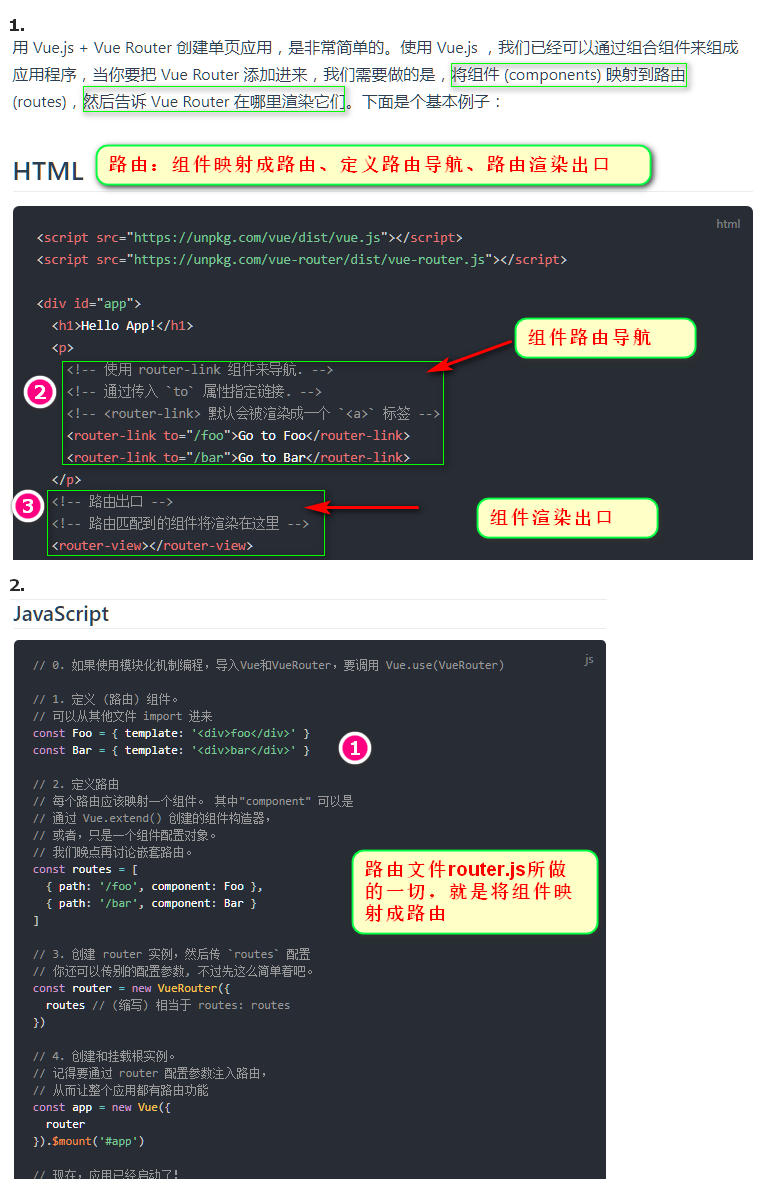 1.
用 Vue.js + Vue Router 创建单页应用，是非常简单的。使用 Vue.js ，我们已经可以通过组合组件来组成
应用程序，当你要把 Vue Router 添加进来，我们需要做的是，将组件 (components) 映射到路由
(routes)，然后告诉 Vue Router 在哪里渲染它们。下面是个基本例子：
HTML
路由：组件映射成路由、定义路由导航、路由渲染出口
html
<script src="https://unpkg.com/vue/dist/vue.js"></script>
<script src="https://unpkg.com/vue-router/dist/vue-router.js"></script>
<div id="app">
<h1>Hello App!</h1>
<p>
组件路由导航
<!-- 使用 router-link 组件来导航. -->
2
<!-- 通过传入 `to` 属性指定链接. -->
<!-- <router-link> 默认会被渲染成一个 `<a>` 标签 -->
<router-link to="/foo">Go to Foo</router-link>
<router-link to="/bar">Go to Bar</router-link>
</p>
3
<!-- 路由出口 -->
<!-- 路由匹配到的组件将渲染在这里 -->
组件渲染出口
<router-view></router-view>
2.
JavaScript
js
// 0. 如果使用模块化机制编程，导入Vue和VueRouter，要调用 Vue.use(VueRouter)
// 1. 定义 (路由) 组件。
// 可以从其他文件 import 进来
const Foo = { template: '<div>foo</div>' }
const Bar = { template: '<div>bar</div>' }
1
// 2. 定义路由
// 每个路由应该映射一个组件。 其中"component" 可以是
// 通过 Vue.extend() 创建的组件构造器，
// 或者，只是一个组件配置对象。
// 我们晚点再讨论嵌套路由。
const routes = [
{ path: '/foo', component: Foo },
{ path: '/bar', component: Bar }
]
路由文件router.js所做
的一切．就是将组件映
射成路由
// 3. 创建 router 实例，然后传 `routes` 配置
// 你还可以传别的配置参数, 不过先这么简单着吧。
const router = new VueRouter({
routes // (缩写) 相当于 routes: routes
})
// 4. 创建和挂载根实例。
// 记得要通过 router 配置参数注入路由，
// 从而让整个应用都有路由功能
const app = new Vue({
router
}).$mount('#app')
// 现在，应用已经启动了！